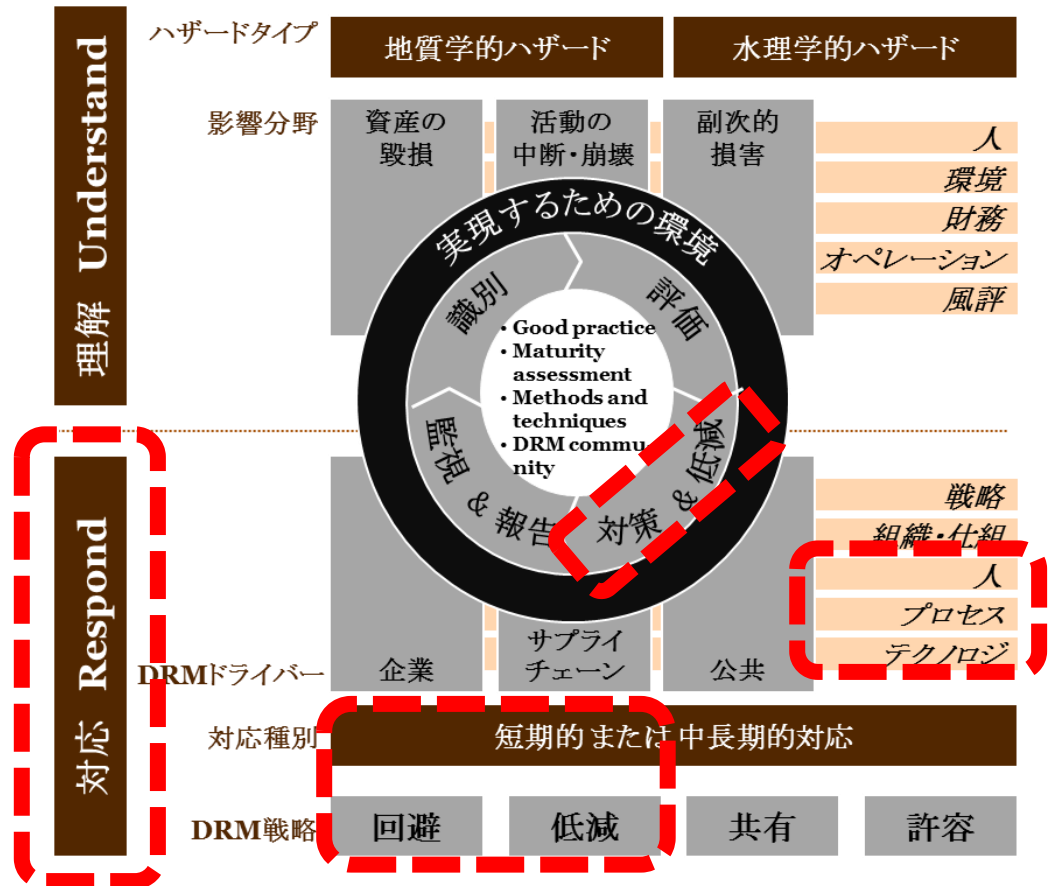 理解 Understand
ハザードタイプ
地質学的ハザード
水理学的ハザード
影響分野
資産の
毀損
活動の
中断・崩壊
副次的
損害
人
環境
財務
オペレーション
風評
実現するための環境
識別
評価
対策 & 低減
監視 & 報告
• Good practice
• Maturity
assessment
• Methods and
techniques
• DRM commu-
nity
対応 Respond
戦略
組織・仕組
人
プロセス
テクノロジ
DRMドライバー
企業
サプライ
チェーン
公共
対応種別
短期的 または 中長期的対応
DRM戦略
回避
低減
共有
許容